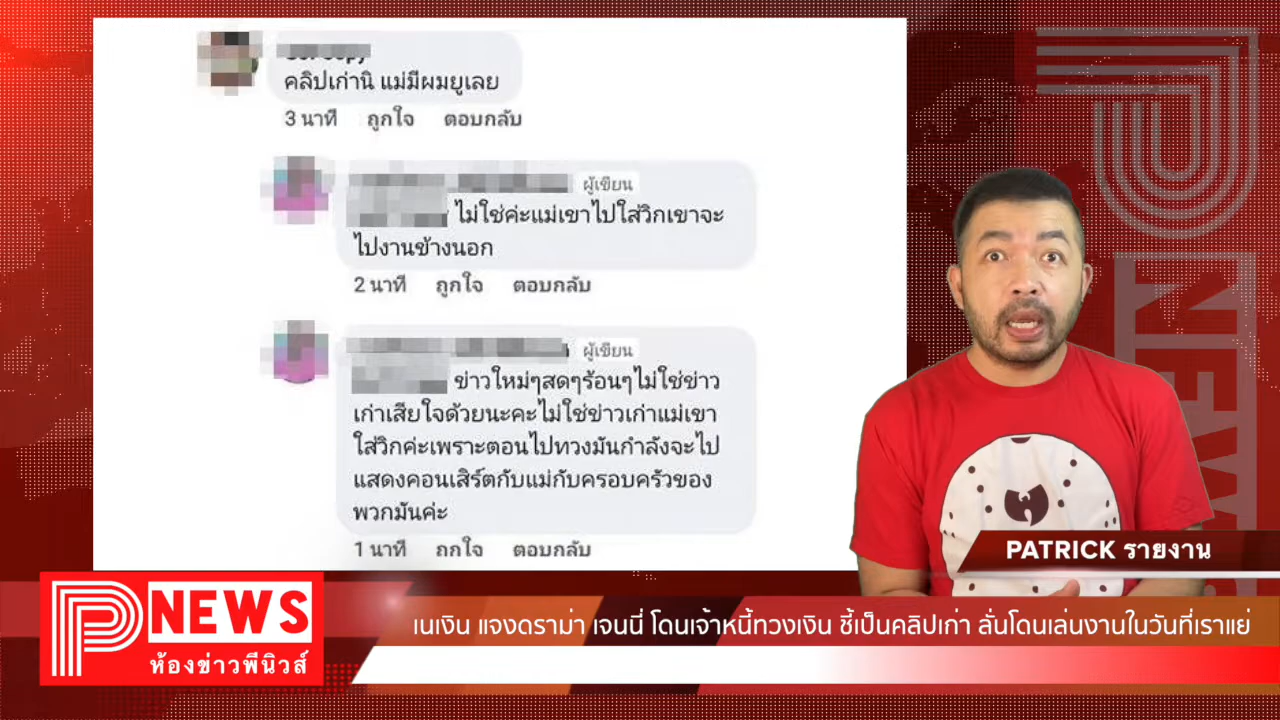 คลิปเก่านิ แม่มีผมยูเลย
3 นาที ถูกใจ ตอบกลับ
ผู้เขียน
ไม่ใช่ค่ะแม่เขาไปใส่วิกเขาจะ
ไปงานข้างนอก
2 นาที ถูกใจ ตอบกลับ
ผู้เขียน
ข่าวใหม่ๆสดๆร้อนๆไม่ใช่ข่าว
เก่าเสียใจด้วยนะคะไม่ใช่ข่าวเก่าแม่เขา
ใส่วิกค่ะเพราะตอนไปทวงมันกำลังจะไป
แสดงคอนเสิร์ตกับแม่กับครอบครัวของ
พวกมันค่ะ
1 นาที ถูกใจ ตอบกลับ
P NEWS
PATRICK รายงาน
P NEWS
ห้องข่าวพีนิวส์
เนเงิน แจงดราม่า เจนนี่ โดนเจ้าหนี้ทวงเงิน ชี้เป็นคลิปเก่า ลั่นโดนเล่นงานในวันที่เราแย่